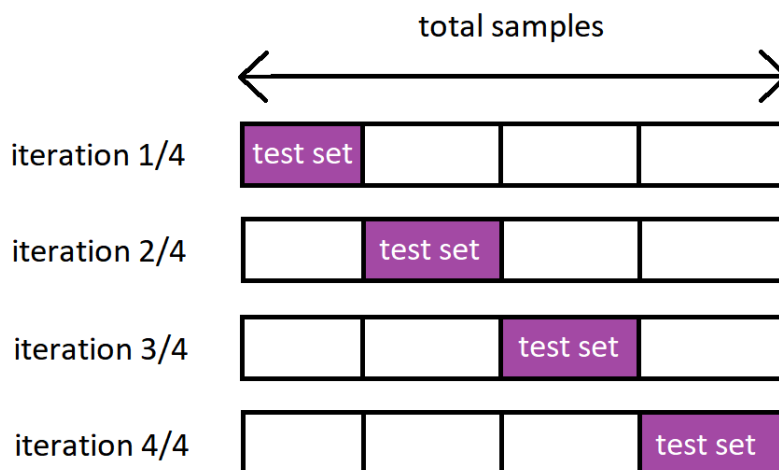 total samples
iteration 1/4
test set
iteration 2/4
test set
iteration 3/4
test set
iteration 4/4
test set